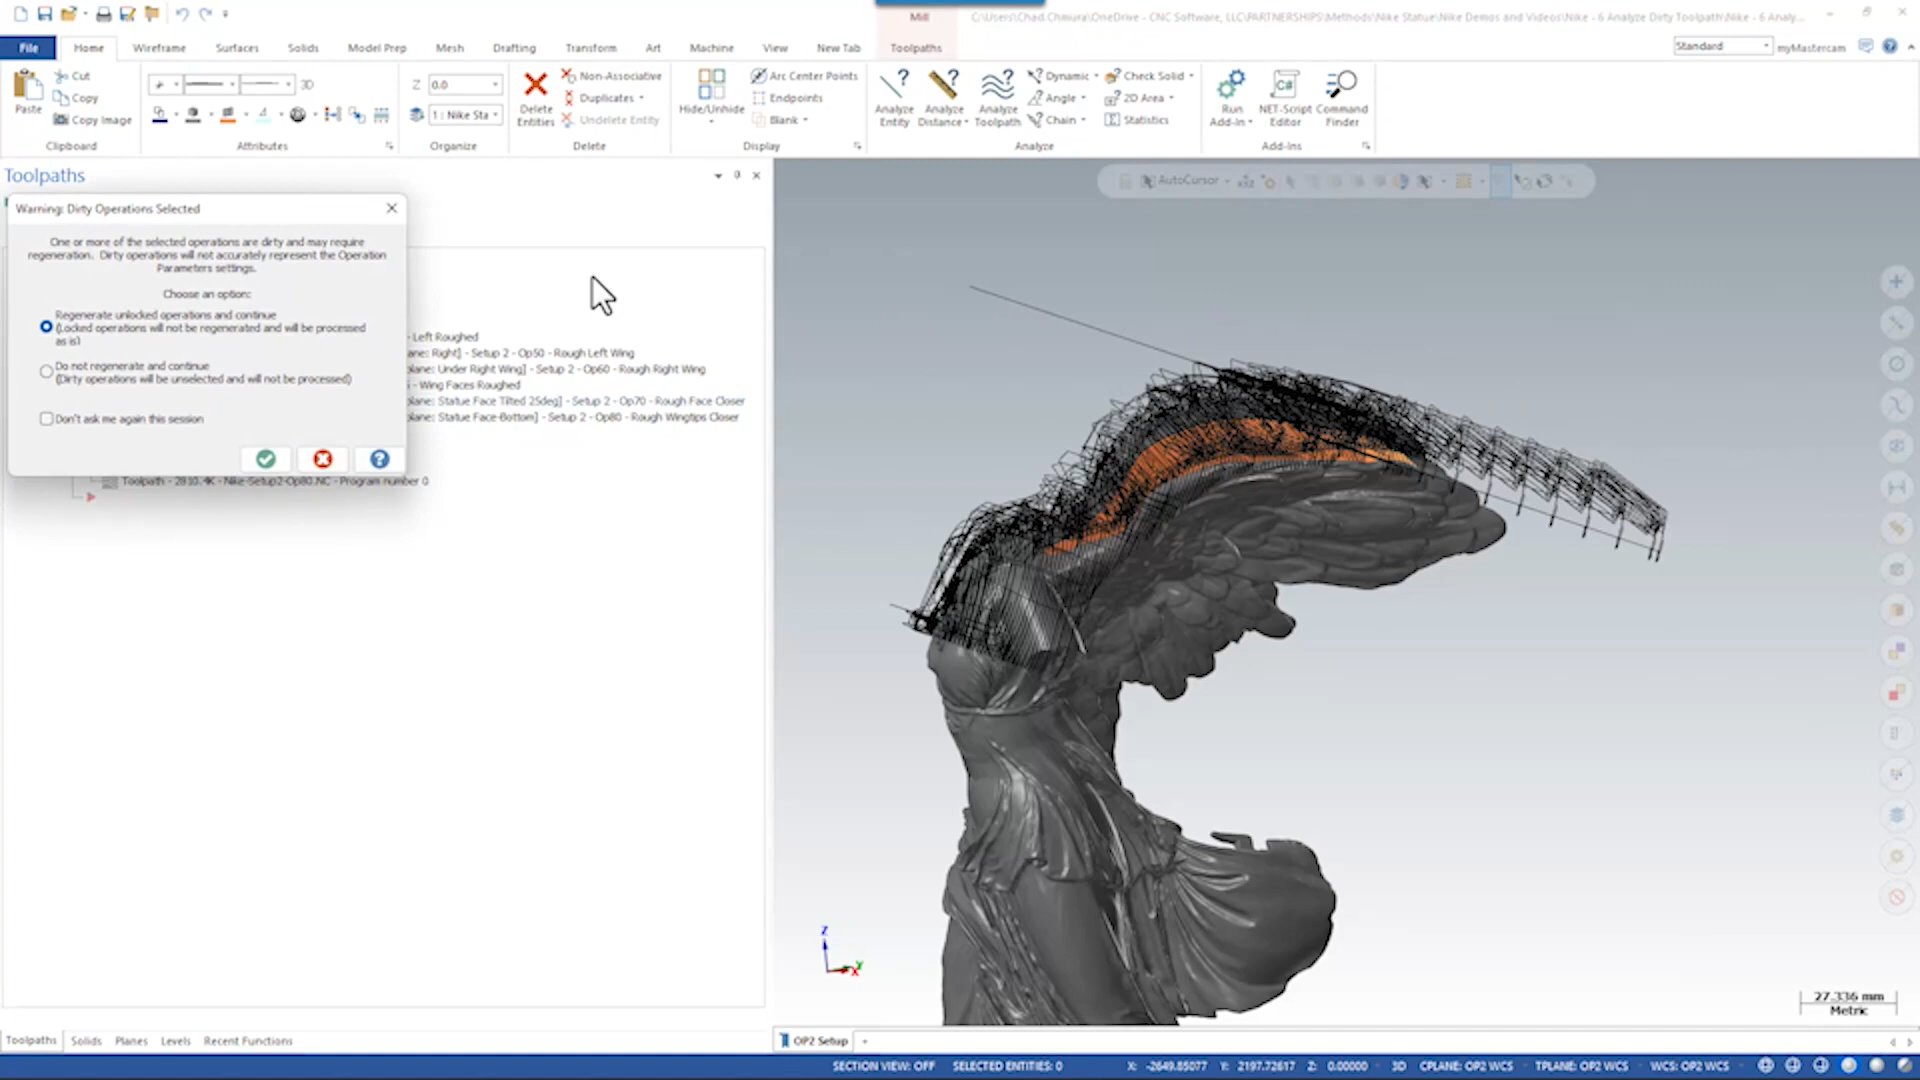 Mill
C:\Users\Chad.Chmura\OneDrive - CNC Software, LLC\PARTNERSHIPS\Methods\Nike Statue\Nike Demos and Videos\Nike - 6 Analyze Dirty Toolpath\Nike - 6 Analy...
File
Home
Wireframe
Surfaces
Solids
Model Prep
Mesh
Drafting
Transform
Art
Machine
View
New Tab
Toolpaths
Standard
myMastercam
Paste
Cut
Copy
Copy Image
Clipboard
3D
Attributes
Z 0.0
1 : Nike Sta
Organize
Delete Entities
Non-Associative
Duplicates
Undelete Entity
Delete
Hide/Unhide
Arc Center Points
Endpoints
Blank
Display
Analyze Entity
Analyze Distance
Analyze Toolpath
Dynamic
Angle
Chain
Check Solid
2D Area
Statistics
Analyze
Run Add-In
.NET-Script Editor
Command Finder
Add-Ins
Toolpaths
Warning: Dirty Operations Selected
One or more of the selected operations are dirty and may require
regeneration. Dirty operations will not accurately represent the Operation
Parameters settings.
Choose an option:
Regenerate unlocked operations and continue
(Locked operations will not be regenerated and will be processed
as is)
Do not regenerate and continue
(Dirty operations will be unselected and will not be processed)
Don't ask me again this session
- Left Roughed
ane: Right] - Setup 2 - Op50 - Rough Left Wing
plane: Under Right Wing] - Setup 2 - Op60 - Rough Right Wing
- Wing Faces Roughed
plane: Statue Face Tilted 25deg] - Setup 2 - Op70 - Rough Face Closer
plane: Statue Face-Bottom] - Setup 2 - Op80 - Rough Wingtips Closer
Toolpath - 2810.4K - Nike-Setup2-Op80.NC - Program number 0
AutoCursor
Z
Y
X
27.336 mm
Metric
Toolpaths
Solids
Planes
Levels
Recent Functions
OP2 Setup
+
SECTION VIEW: OFF
SELECTED ENTITIES: 0
X: -2649.85077
Y: 2197.72617
Z: 0.00000
3D
CPLANE: OP2 WCS
TPLANE: OP2 WCS
WCS: OP2 WCS